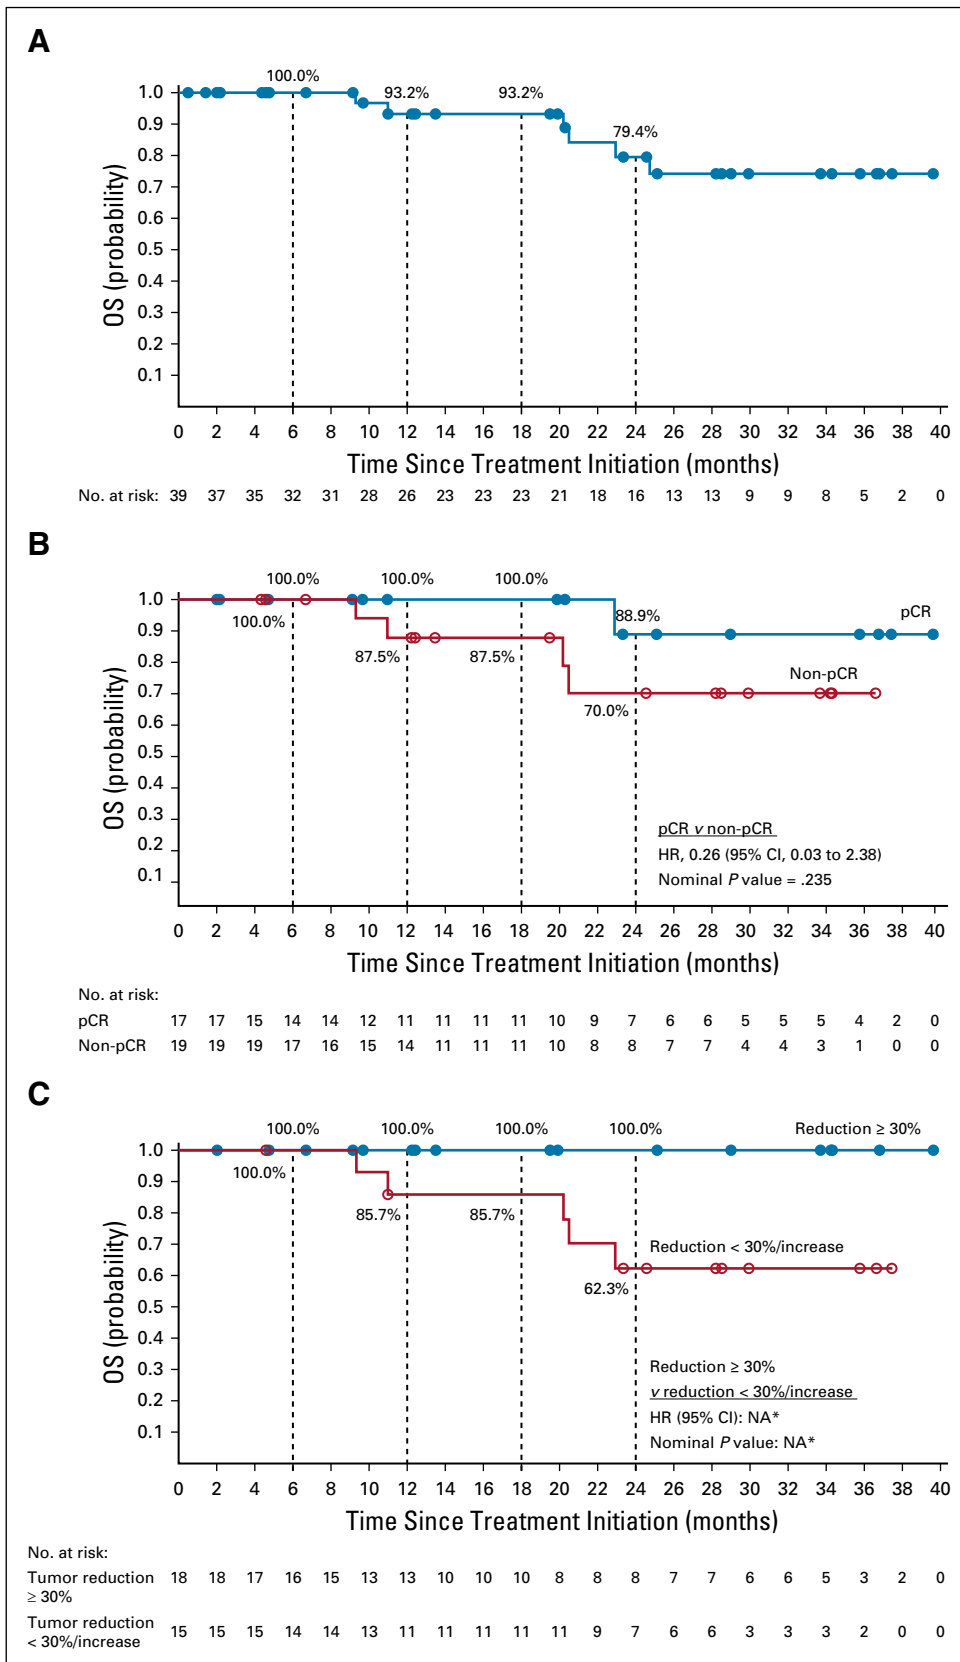 A
100.0%
93.2%
93.2%
79.4%
1.0
0.9
0.8
0.7
0.6
0.5
0.4
0.3
0.2
0.1
OS (probability)
0 2 4 6 8 10 12 14 16 18 20 22 24 26 28 30 32 34 36 38 40
Time Since Treatment Initiation (months)
No. at risk: 39 37 35 32 31 28 26 23 23 23 21 18 16 13 13 9 9 8 5 2 0
B
100.0% 100.0% 100.0%
88.9%
pCR
100.0%
87.5% 87.5%
Non-pCR
70.0%
1.0
0.9
0.8
0.7
0.6
0.5
0.4
0.3
0.2
0.1
OS (probability)
pCR v non-pCR
HR, 0.26 (95% CI, 0.03 to 2.38)
Nominal P value = .235
0 2 4 6 8 10 12 14 16 18 20 22 24 26 28 30 32 34 36 38 40
Time Since Treatment Initiation (months)
No. at risk:
pCR 17 17 15 14 14 12 11 11 11 11 10 9 7 6 6 5 5 5 4 2 0
Non-pCR 19 19 19 17 16 15 14 11 11 11 10 8 8 7 7 4 4 3 1 0 0
C
100.0% 100.0% 100.0% 100.0% Reduction ≥ 30%
100.0%
85.7% 85.7%
Reduction < 30%/increase
62.3%
1.0
0.9
0.8
0.7
0.6
0.5
0.4
0.3
0.2
0.1
OS (probability)
Reduction ≥ 30%
v reduction < 30%/increase
HR (95% CI): NA*
Nominal P value: NA*
0 2 4 6 8 10 12 14 16 18 20 22 24 26 28 30 32 34 36 38 40
Time Since Treatment Initiation (months)
No. at risk:
Tumor reduction 18 18 17 16 15 13 13 10 10 10 8 8 8 7 7 6 6 5 3 2 0
≥ 30%
Tumor reduction
< 30%/increase 15 15 15 14 14 13 11 11 11 11 11 9 7 6 6 3 3 3 2 0 0